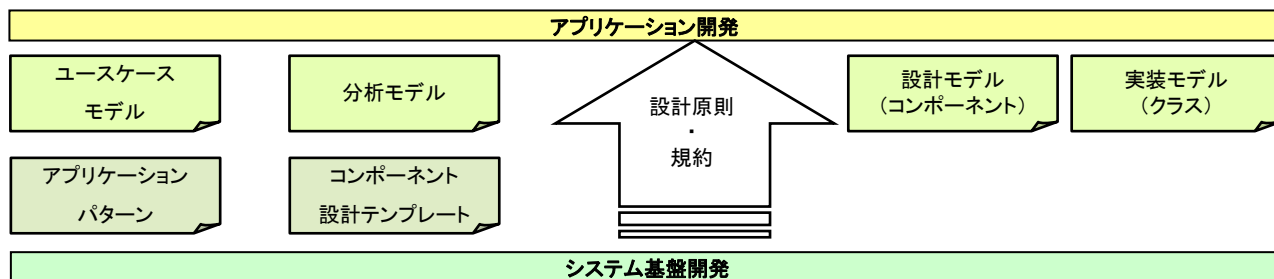 アプリケーション開発
ユースケース
モデル
分析モデル
設計原則
・
規約
設計モデル
（コンポーネント）
実装モデル
（クラス）
アプリケーション
パターン
コンポーネント
設計テンプレート
システム基盤開発